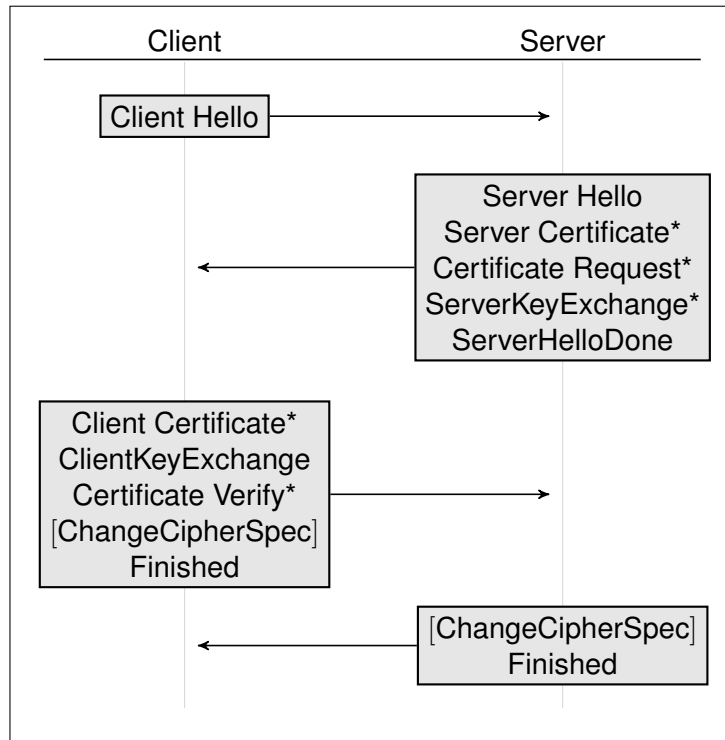 Client Server
Client Hello
Server Hello
Server Certificate*
Certificate Request*
ServerKeyExchange*
ServerHelloDone
Client Certificate*
ClientKeyExchange
Certificate Verify*
[ChangeCipherSpec]
Finished
[ChangeCipherSpec]
Finished